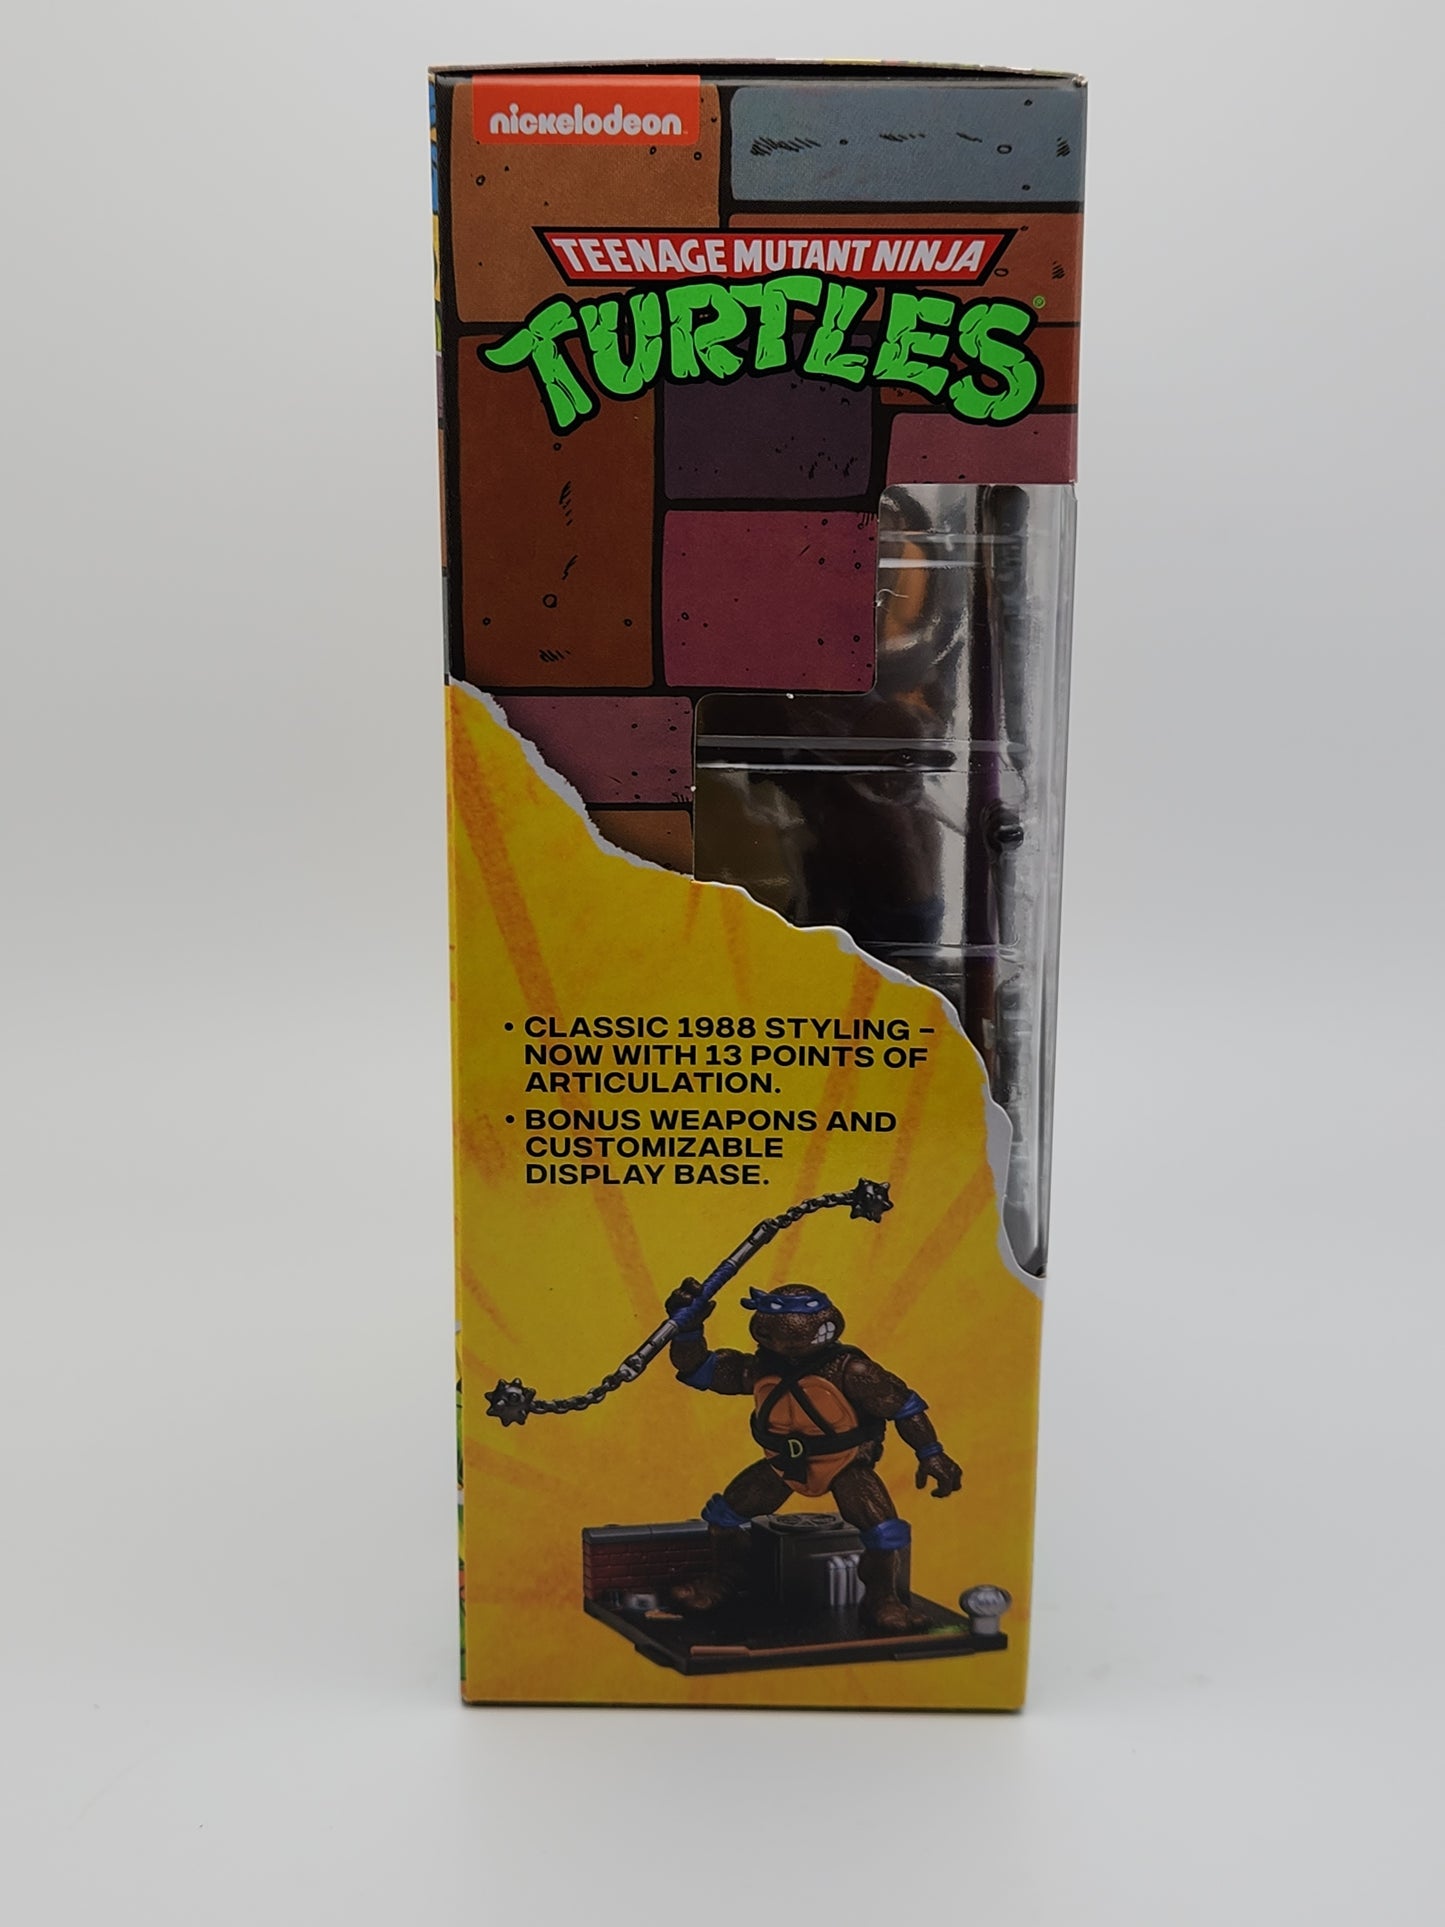 nickelodeon
TEENAGE MUTANT NINJA
TURTLES®
• CLASSIC 1988 STYLING –
NOW WITH 13 POINTS OF
ARTICULATION.
• BONUS WEAPONS AND
CUSTOMIZABLE
DISPLAY BASE.
D